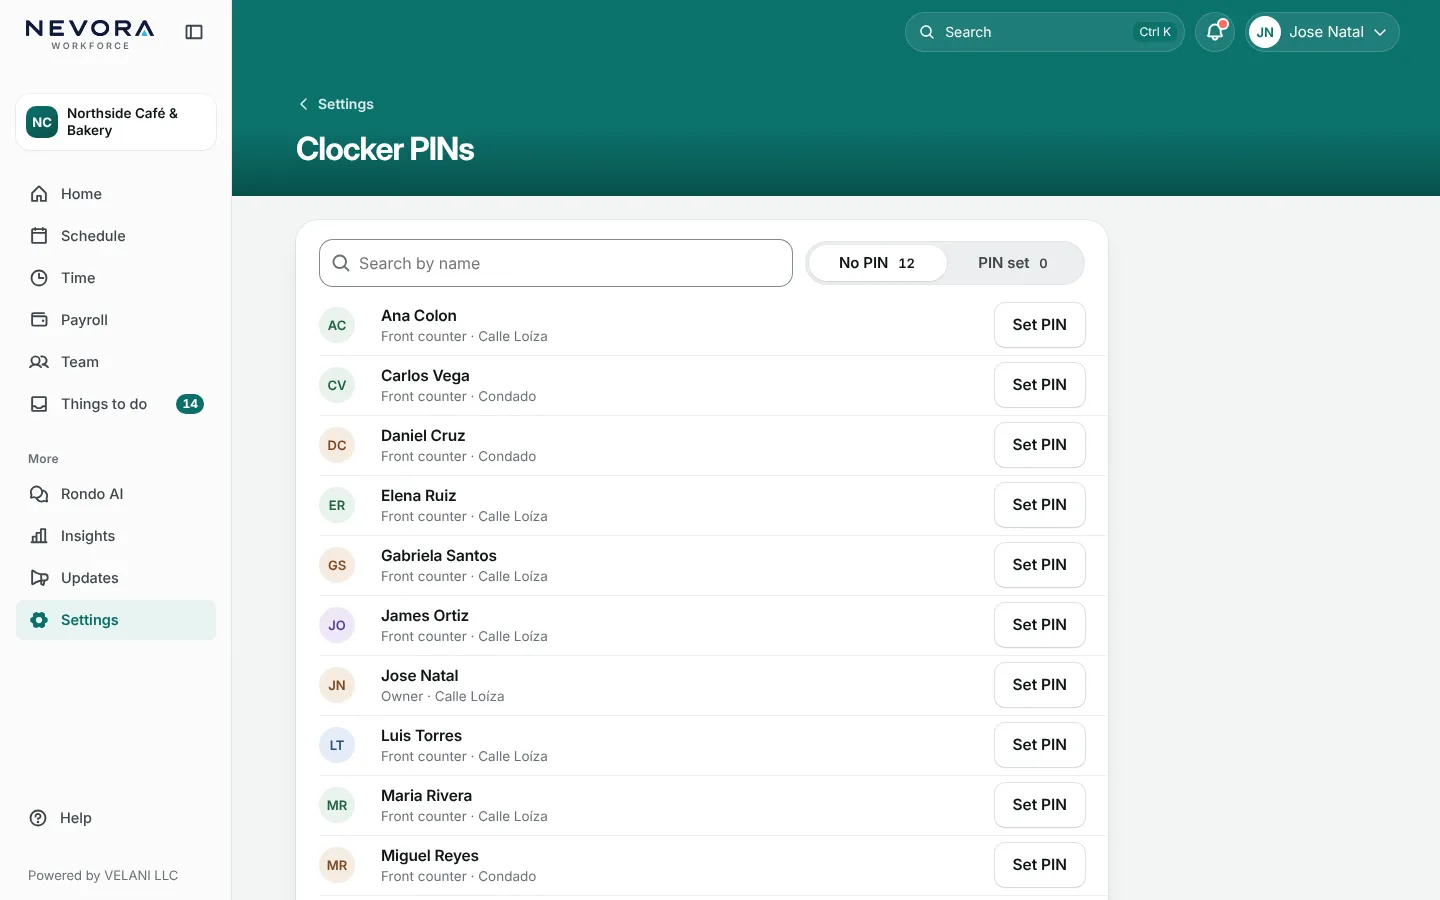 NEVORA
WORKFORCE
Search
Ctrl K
JN
Jose Natal
NC
Northside Café &
Bakery
Settings
Clocker PINs
Home
Schedule
Time
Payroll
Team
Things to do
14
More
Rondo AI
Insights
Updates
Settings
Help
Powered by VELANI LLC
Search by name
No PIN 12
PIN set 0
AC
Ana Colon
Front counter · Calle Loíza
Set PIN
CV
Carlos Vega
Front counter · Condado
Set PIN
DC
Daniel Cruz
Front counter · Condado
Set PIN
ER
Elena Ruiz
Front counter · Calle Loíza
Set PIN
GS
Gabriela Santos
Front counter · Calle Loíza
Set PIN
JO
James Ortiz
Front counter · Calle Loíza
Set PIN
JN
Jose Natal
Owner · Calle Loíza
Set PIN
LT
Luis Torres
Front counter · Calle Loíza
Set PIN
MR
Maria Rivera
Front counter · Calle Loíza
Set PIN
MR
Miguel Reyes
Front counter · Condado
Set PIN